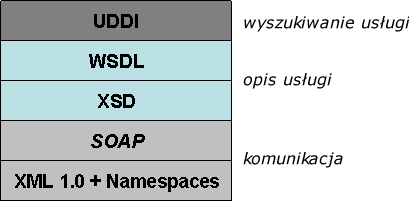 UDDI
wyszukiwanie usługi
WSDL
opis usługi
XSD
SOAP
komunikacja
XML 1.0 + Namespaces